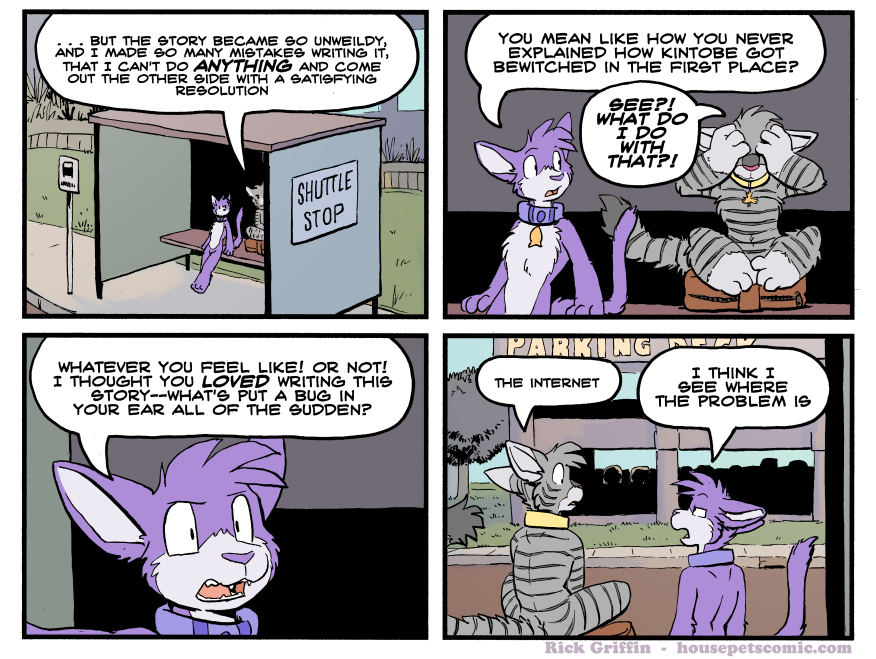 . . . BUT THE STORY BECAME SO UNWEILDY,
AND I MADE SO MANY MISTAKES WRITING IT,
THAT I CAN'T DO ANYTHING AND COME
OUT THE OTHER SIDE WITH A SATISFYING
RESOLUTION
SHUTTLE
STOP
YOU MEAN LIKE HOW YOU NEVER
EXPLAINED HOW KINTOBE GOT
BEWITCHED IN THE FIRST PLACE?
SEE?!
WHAT DO
I DO
WITH
THAT?!
WHATEVER YOU FEEL LIKE! OR NOT!
I THOUGHT YOU LOVED WRITING THIS
STORY--WHAT'S PUT A BUG IN
YOUR EAR ALL OF THE SUDDEN?
PARKING DECK
THE INTERNET
I THINK I
SEE WHERE
THE PROBLEM IS
Rick Griffin - housepetscomic.com